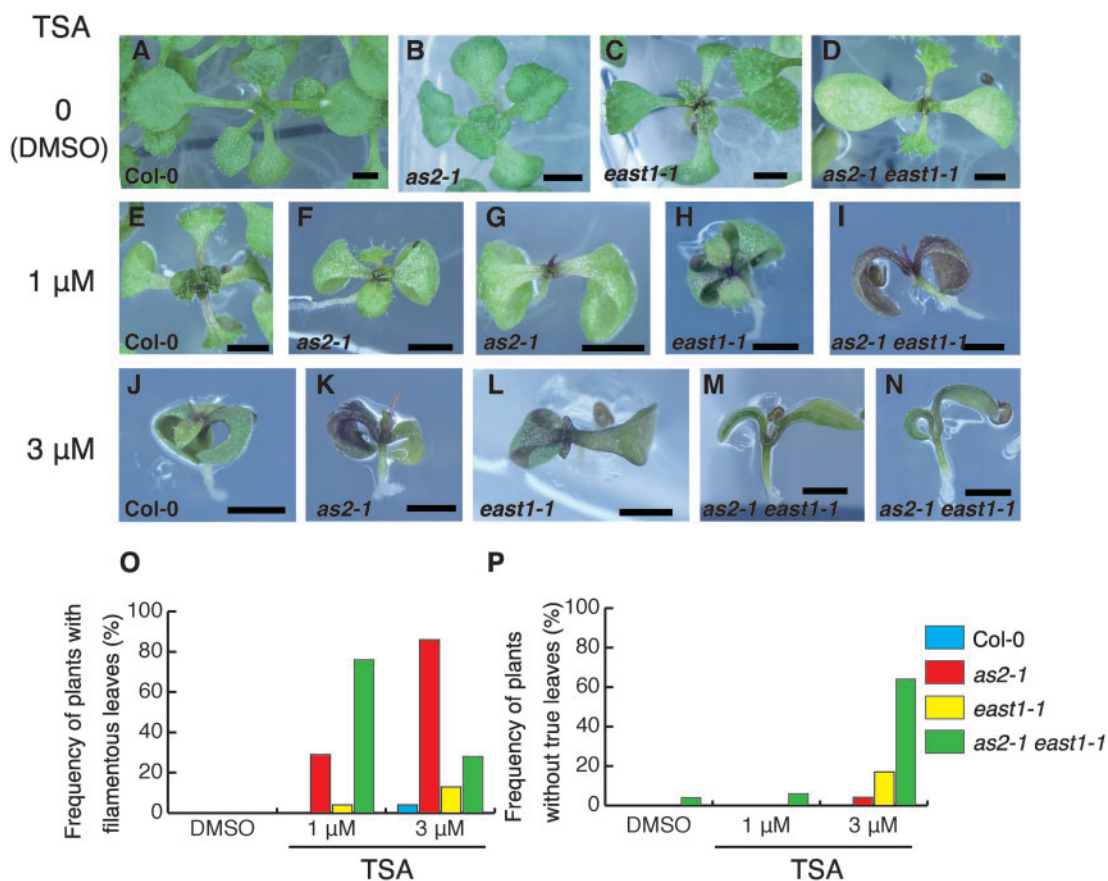 TSA
0
(DMSO)
A
Col-0
B
as2-1
C
east1-1
D
as2-1 east1-1
1 µM
E
Col-0
F
as2-1
G
as2-1
H
east1-1
I
as2-1 east1-1
3 µM
J
Col-0
K
as2-1
L
east1-1
M
as2-1 east1-1
N
as2-1 east1-1
O
Frequency of plants with
filamentous leaves (%)
100
80
60
40
20
0
DMSO
1 µM
3 µM
TSA
P
Frequency of plants
without true leaves (%)
100
80
60
40
20
0
DMSO
1 µM
3 µM
TSA
Col-0
as2-1
east1-1
as2-1 east1-1